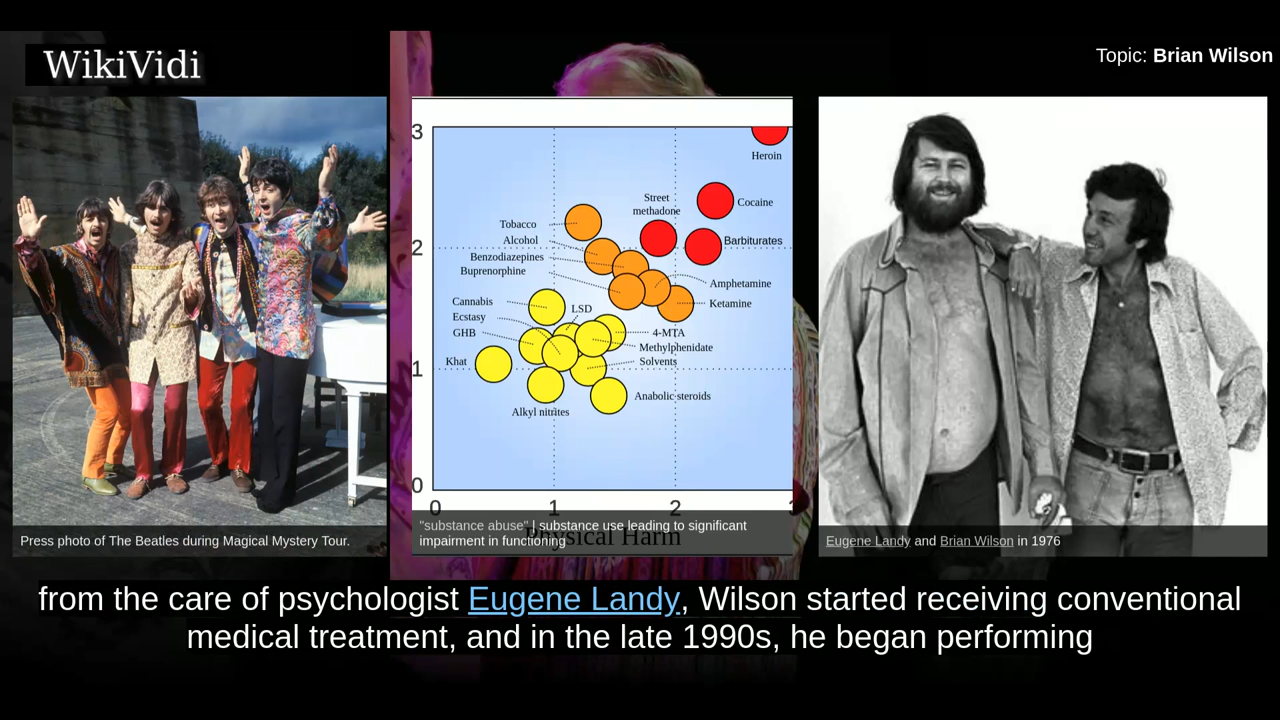 WikiVidi
Topic: Brian Wilson
3
Heroin
Street
methadone
Cocaine
Tobacco
Alcohol
Barbiturates
2
Benzodiazepines
Buprenorphine
Amphetamine
Ketamine
Cannabis
LSD
Ecstasy
GHB
4-MTA
Methylphenidate
Khat
Solvents
1
Anabolic steroids
Alkyl nitrites
0
0 1 2 3
Physical Harm
Press photo of The Beatles during Magical Mystery Tour.
"substance abuse" | substance use leading to significant
impairment in functioning
Eugene Landy and Brian Wilson in 1976
from the care of psychologist Eugene Landy, Wilson started receiving conventional
medical treatment, and in the late 1990s, he began performing